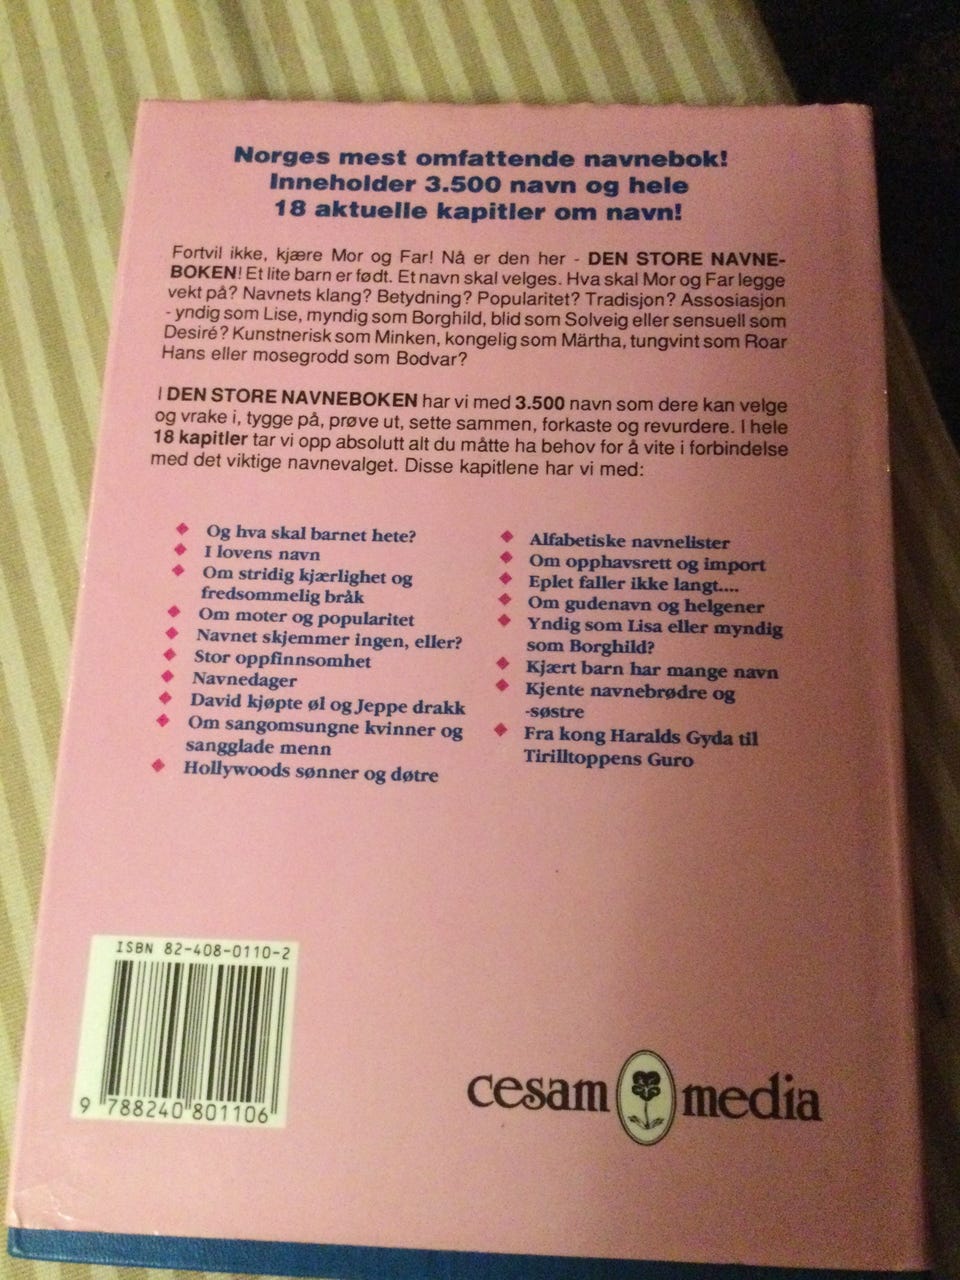 Norges mest omfattende navnebok!
Inneholder 3.500 navn og hele
18 aktuelle kapitler om navn!
Fortvil ikke, kjære Mor og Far! Nå er den her - DEN STORE NAVNE-
BOKEN! Et lite barn er født. Et navn skal velges. Hva skal Mor og Far legge
vekt på? Navnets klang? Betydning? Popularitet? Tradisjon? Assosiasjon
- yndig som Lise, myndig som Borghild, blid som Solveig eller sensuell som
Desiré? Kunstnerisk som Minken, kongelig som Märtha, tungvint som Roar
Hans eller mosegrodd som Bodvar?
I DEN STORE NAVNEBOKEN har vi med 3.500 navn som dere kan velge
og vrake i, tygge på, prøve ut, sette sammen, forkaste og revurdere. I hele
18 kapitler tar vi opp absolutt alt du måtte ha behov for å vite i forbindelse
med det viktige navnevalget. Disse kapitlene har vi med:
Og hva skal barnet hete?
I lovens navn
Om stridig kjærlighet og
fredsommelig bråk
Om moter og popularitet
Navnet skjemmer ingen, eller?
Stor oppfinnsomhet
Navnedager
David kjøpte øl og Jeppe drakk
Om sangomsungne kvinner og
sangglade menn
Hollywoods sønner og døtre
Alfabetiske navnelister
Om opphavsrett og import
Eplet faller ikke langt....
Om gudenavn og helgener
Yndig som Lisa eller myndig
som Borghild?
Kjært barn har mange navn
Kjente navnebrødre og
-søstre
Fra kong Haralds Gyda til
Tirilltoppens Guro
ISBN 82-408-0110-2
9 788240 801106
cesam media